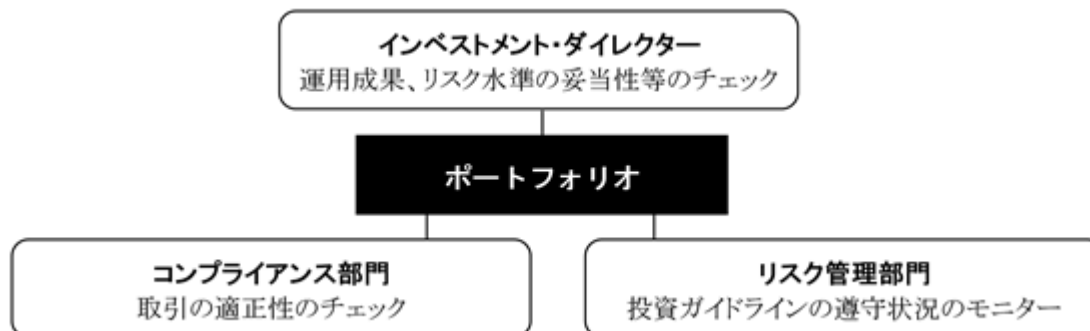 インベストメント・ダイレクター
運用成果、リスク水準の妥当性等のチェック
ポートフォリオ
コンプライアンス部門
取引の適正性のチェック
リスク管理部門
投資ガイドラインの遵守状況のモニター